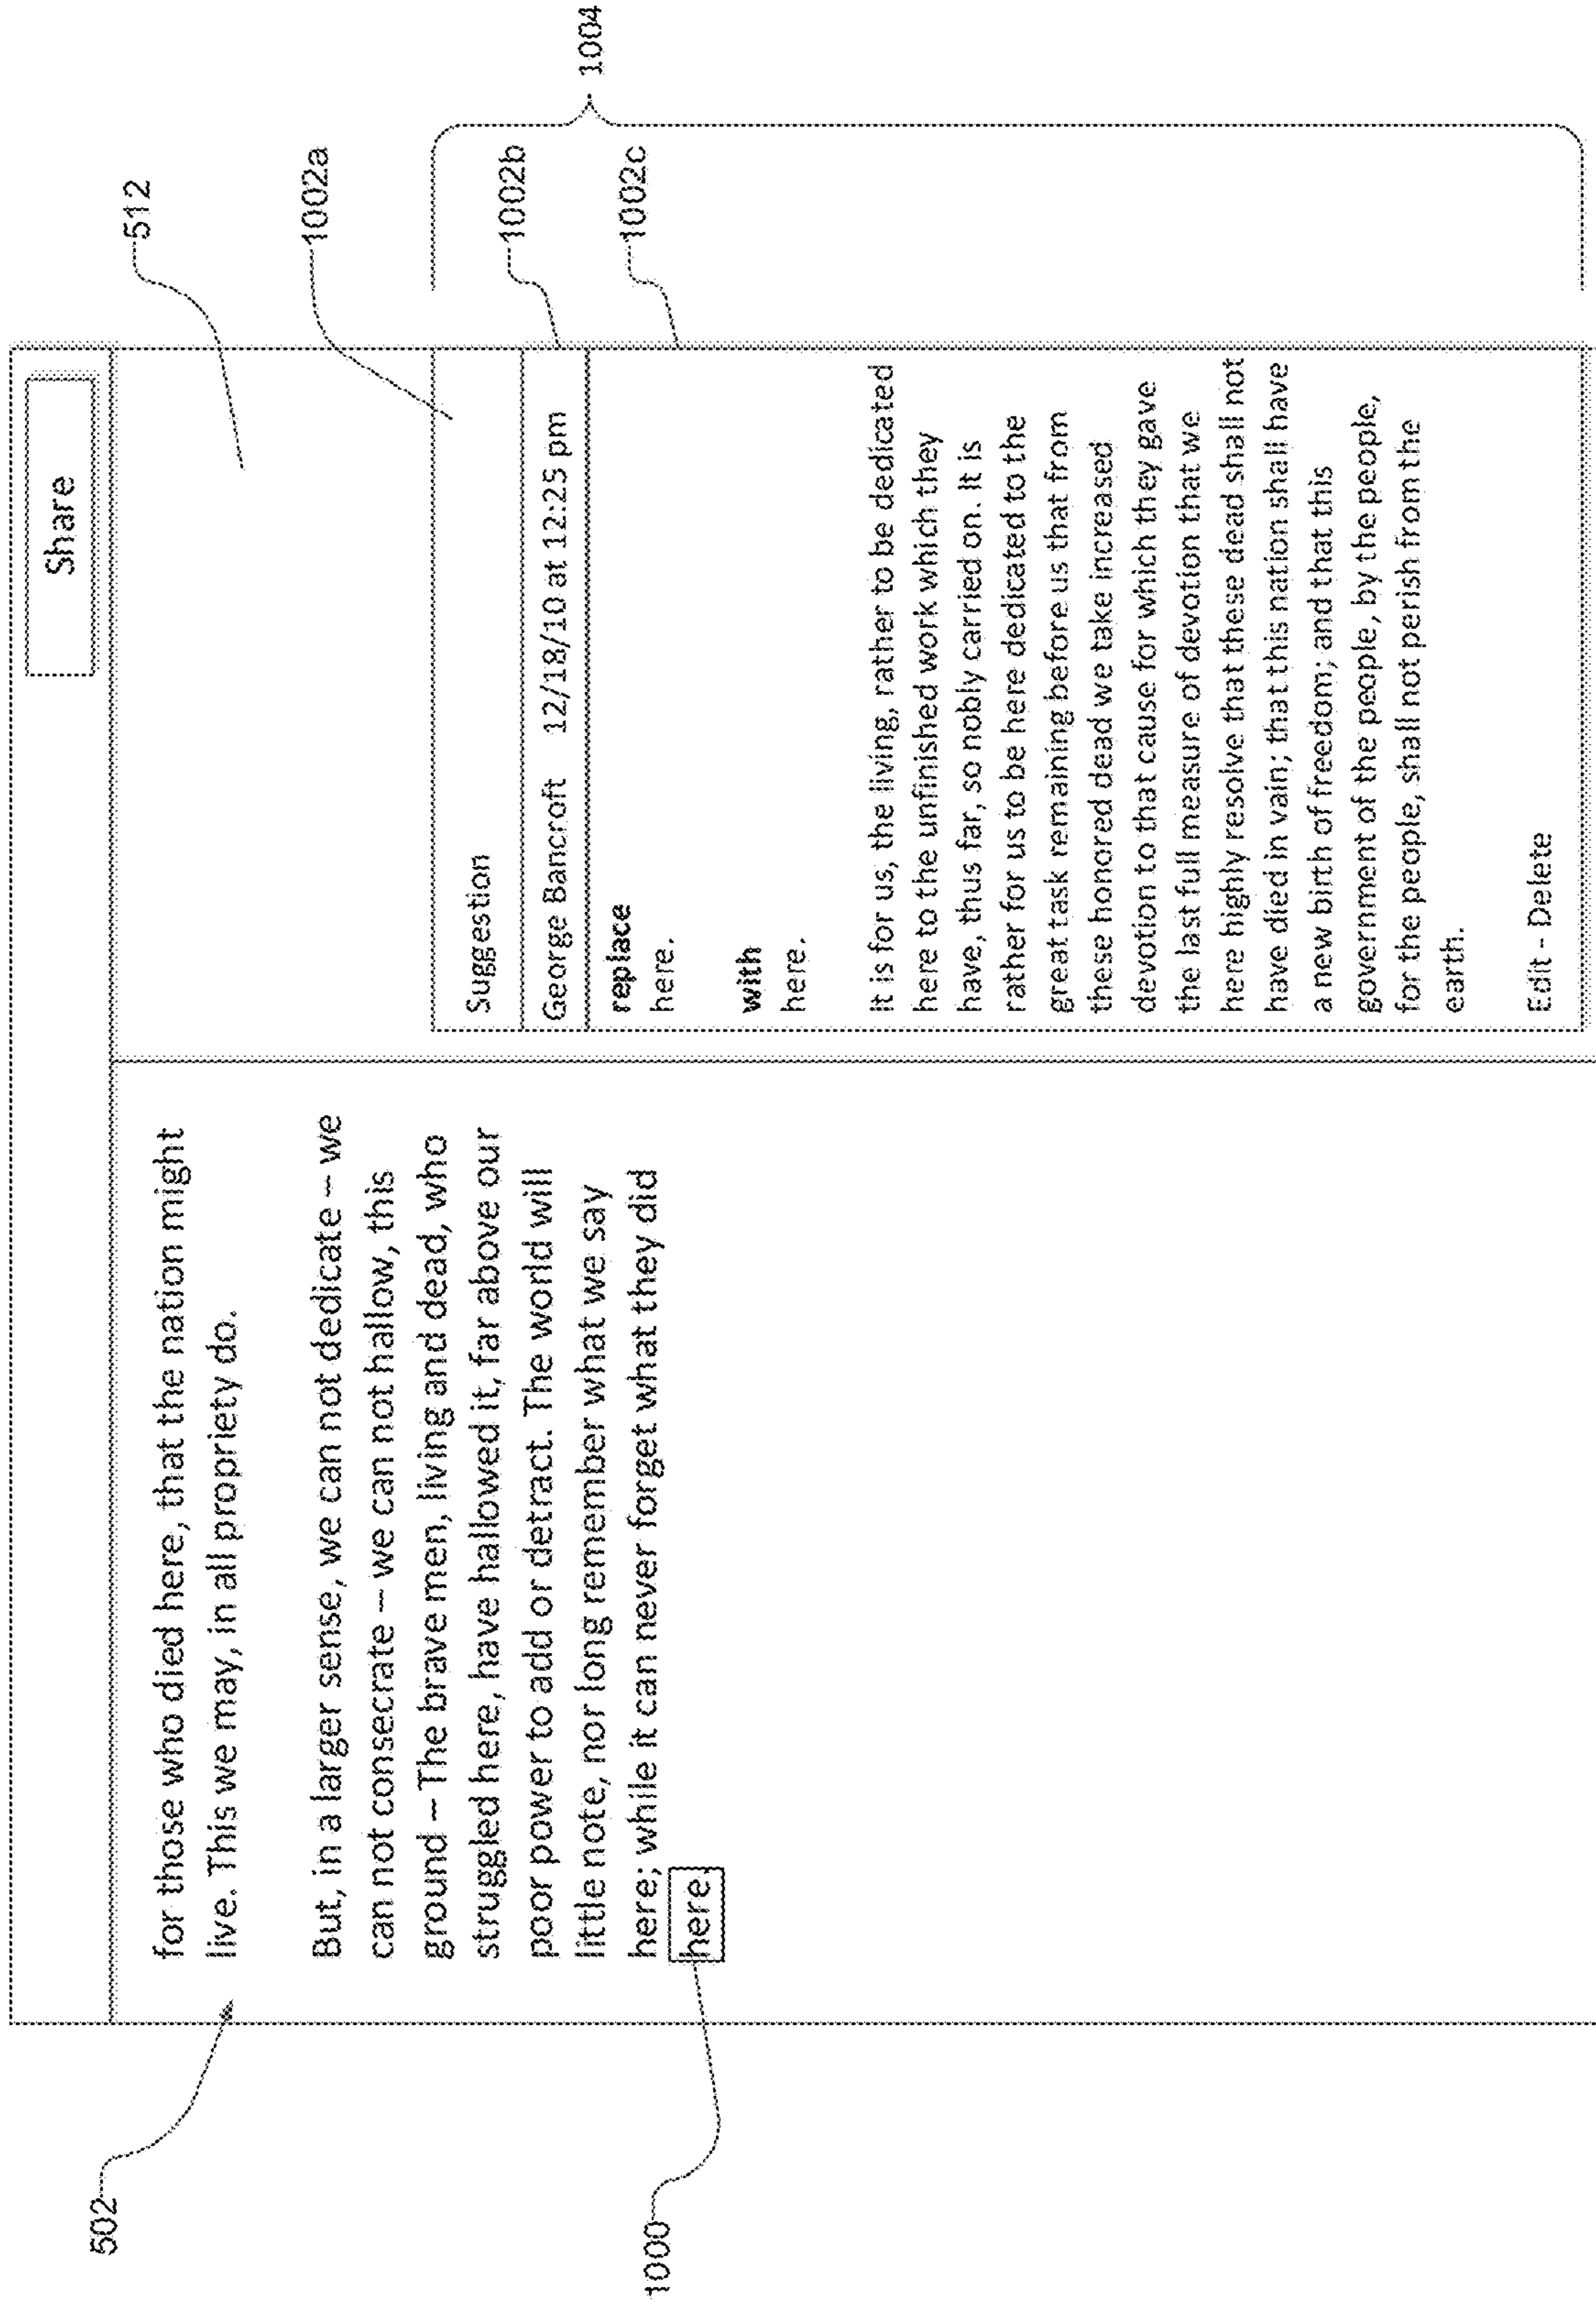 Share
502
for those who died here, that the nation might
live. This we may, in all propriety do.
But, in a larger sense, we can not dedicate – we
can not consecrate – we can not hallow, this
ground – The brave men, living and dead, who
struggled here, have hallowed it, far above our
poor power to add or detract. The world will
little note, nor long remember what we say
here; while it can never forget what they did
here.
1000
512
1002a
Suggestion
1002b
George Bancroft 12/18/10 at 12:25 pm
1002c
replace
here.
with
here.
It is for us, the living, rather to be dedicated
here to the unfinished work which they
have, thus far, so nobly carried on. It is
rather for us to be here dedicated to the
great task remaining before us that from
these honored dead we take increased
devotion to that cause for which they gave
the last full measure of devotion that we
here highly resolve that these dead shall not
have died in vain; that this nation shall have
a new birth of freedom; and that this
government of the people, by the people,
for the people, shall not perish from the
earth.
Edit - Delete
1004